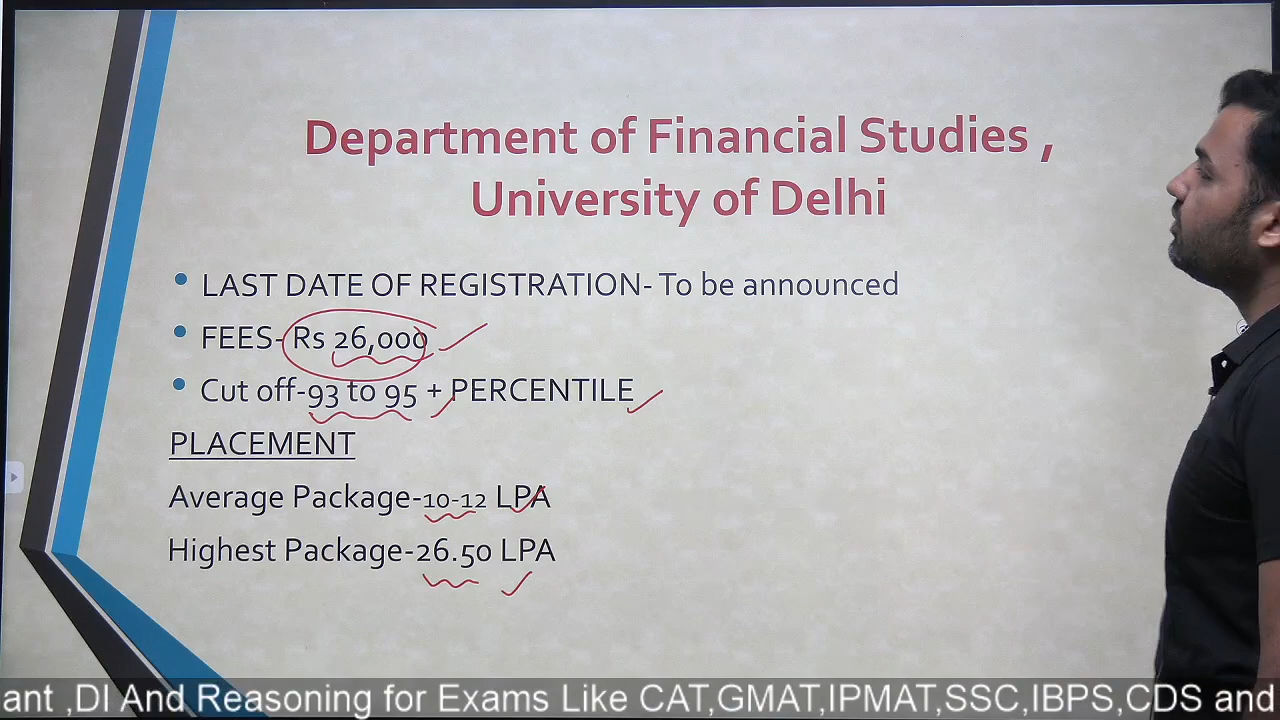 Department of Financial Studies ,
University of Delhi
• LAST DATE OF REGISTRATION- To be announced
• FEES- Rs 26,000
• Cut off-93 to 95 + PERCENTILE
PLACEMENT
Average Package-10-12 LPA
Highest Package-26.50 LPA
ant ,DI And Reasoning for Exams Like CAT,GMAT,IPMAT,SSC,IBPS,CDS and